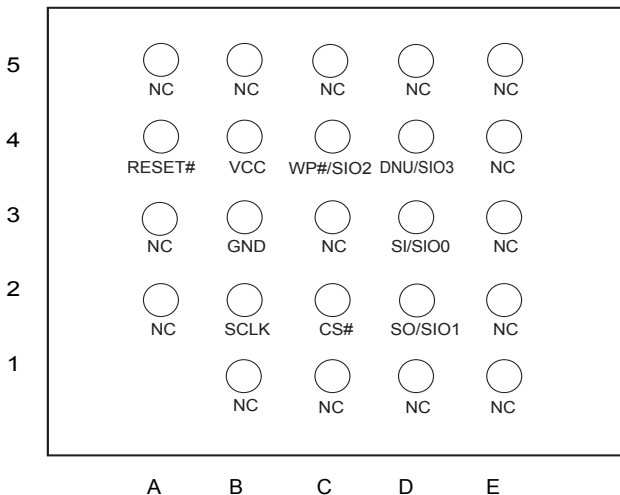 5
NC NC NC NC NC
4
RESET# VCC WP#/SIO2 DNU/SIO3 NC
3
NC GND NC SI/SIO0 NC
2
NC SCLK CS# SO/SIO1 NC
1
NC NC NC NC
A B C D E